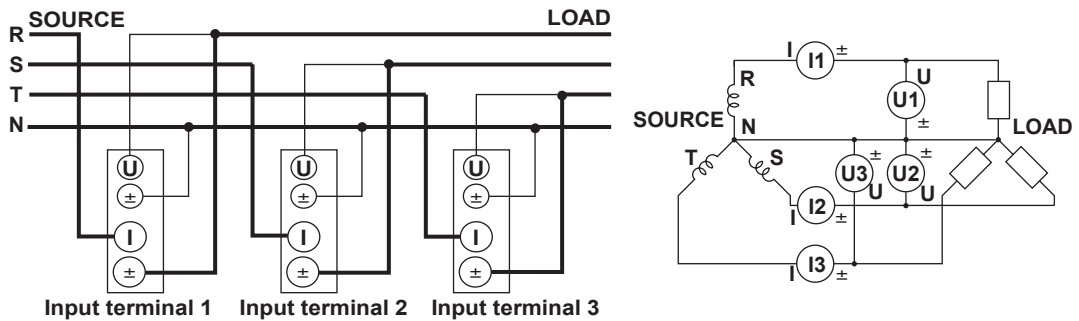 SOURCE
LOAD
R
S
T
N
U
±
I
±
U
±
I
±
U
±
I
±
Input terminal 1
Input terminal 2
Input terminal 3
I
I1
±
R
U
U1
±
SOURCE
N
LOAD
T
S
±
±
U3
U2
U
U
I
I2
±
I
I3
±